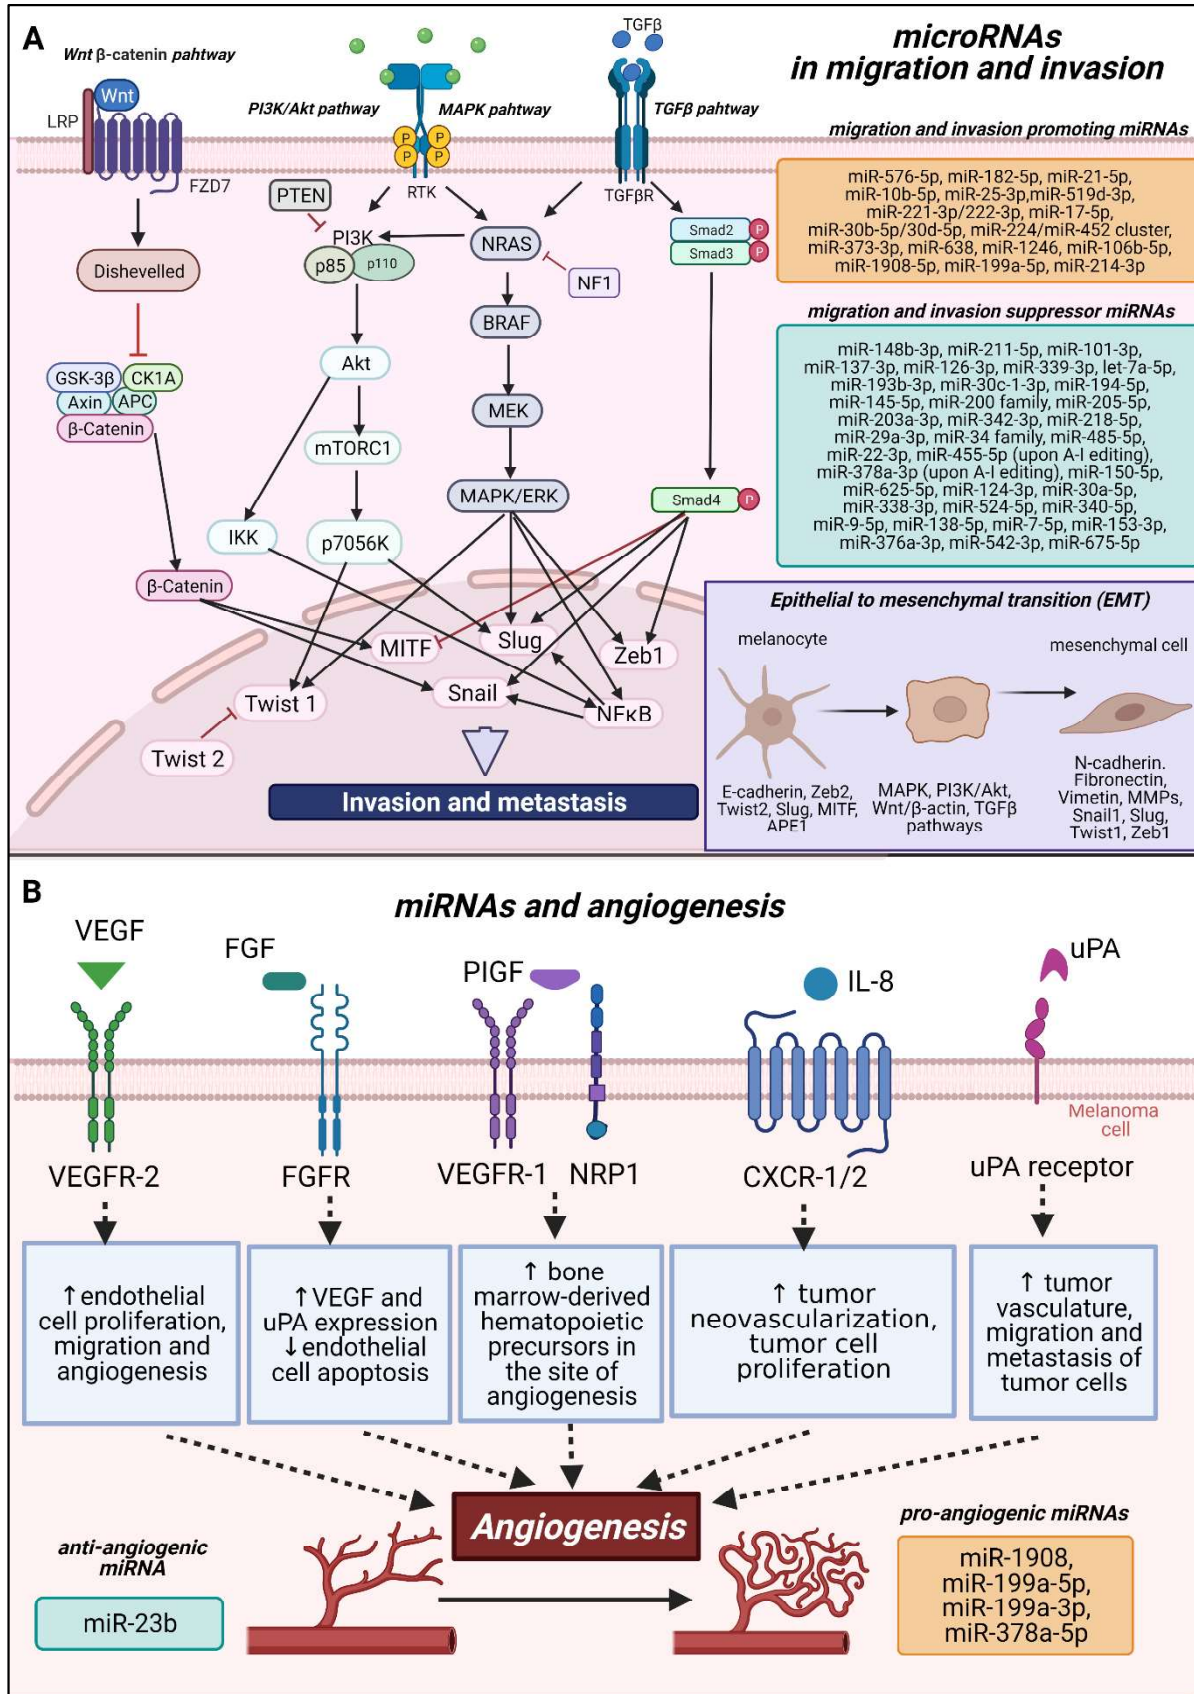 A
microRNAs
in migration and invasion
Wnt β-catenin pahtway
Wnt
LRP
FZD7
PI3K/Akt pathway
MAPK pahtway
TGFβ
TGFβ pahtway
P
P
P
P
RTK
TGFβR
PTEN
PI3K
p85
p110
NRAS
NF1
Smad2
P
Smad3
P
Dishevelled
BRAF
Akt
GSK-3β
CK1A
Axin
APC
β-Catenin
MEK
mTORC1
MAPK/ERK
Smad4
P
IKK
p7056K
β-Catenin
MITF
Slug
Zeb1
Snail
Twist 1
NFκB
Twist 2
Invasion and metastasis
migration and invasion promoting miRNAs
miR-576-5p, miR-182-5p, miR-21-5p,
miR-10b-5p, miR-25-3p,miR-519d-3p,
miR-221-3p/222-3p, miR-17-5p,
miR-30b-5p/30d-5p, miR-224/miR-452 cluster,
miR-373-3p, miR-638, miR-1246, miR-106b-5p,
miR-1908-5p, miR-199a-5p, miR-214-3p
migration and invasion suppressor miRNAs
miR-148b-3p, miR-211-5p, miR-101-3p,
miR-137-3p, miR-126-3p, miR-339-3p, let-7a-5p,
miR-193b-3p, miR-30c-1-3p, miR-194-5p,
miR-145-5p, miR-200 family, miR-205-5p,
miR-203a-3p, miR-342-3p, miR-218-5p,
miR-29a-3p, miR-34 family, miR-485-5p,
miR-22-3p, miR-455-5p (upon A-I editing),
miR-378a-3p (upon A-I editing), miR-150-5p,
miR-625-5p, miR-124-3p, miR-30a-5p,
miR-338-3p, miR-524-5p, miR-340-5p,
miR-9-5p, miR-138-5p, miR-7-5p, miR-153-3p,
miR-376a-3p, miR-542-3p, miR-675-5p
Epithelial to mesenchymal transition (EMT)
melanocyte
mesenchymal cell
E-cadherin, Zeb2,
Twist2, Slug, MITF,
APE1
MAPK, PI3K/Akt,
Wnt/β-actin, TGFβ
pathways
N-cadherin.
Fibronectin,
Vimetin, MMPs,
Snail1, Slug,
Twist1, Zeb1
B
miRNAs and angiogenesis
VEGF
FGF
PIGF
IL-8
uPA
Melanoma
cell
VEGFR-2
FGFR
VEGFR-1
NRP1
CXCR-1/2
uPA receptor
↑endothelial
cell proliferation,
migration and
angiogenesis
↑VEGF and
uPA expression
↓endothelial
cell apoptosis
↑ bone
marrow-derived
hematopoietic
precursors in
the site of
angiogenesis
↑ tumor
neovascularization,
tumor cell
proliferation
↑ tumor
vasculature,
migration and
metastasis of
tumor cells
Angiogenesis
anti-angiogenic
miRNA
miR-23b
pro-angiogenic miRNAs
miR-1908,
miR-199a-5p,
miR-199a-3p,
miR-378a-5p